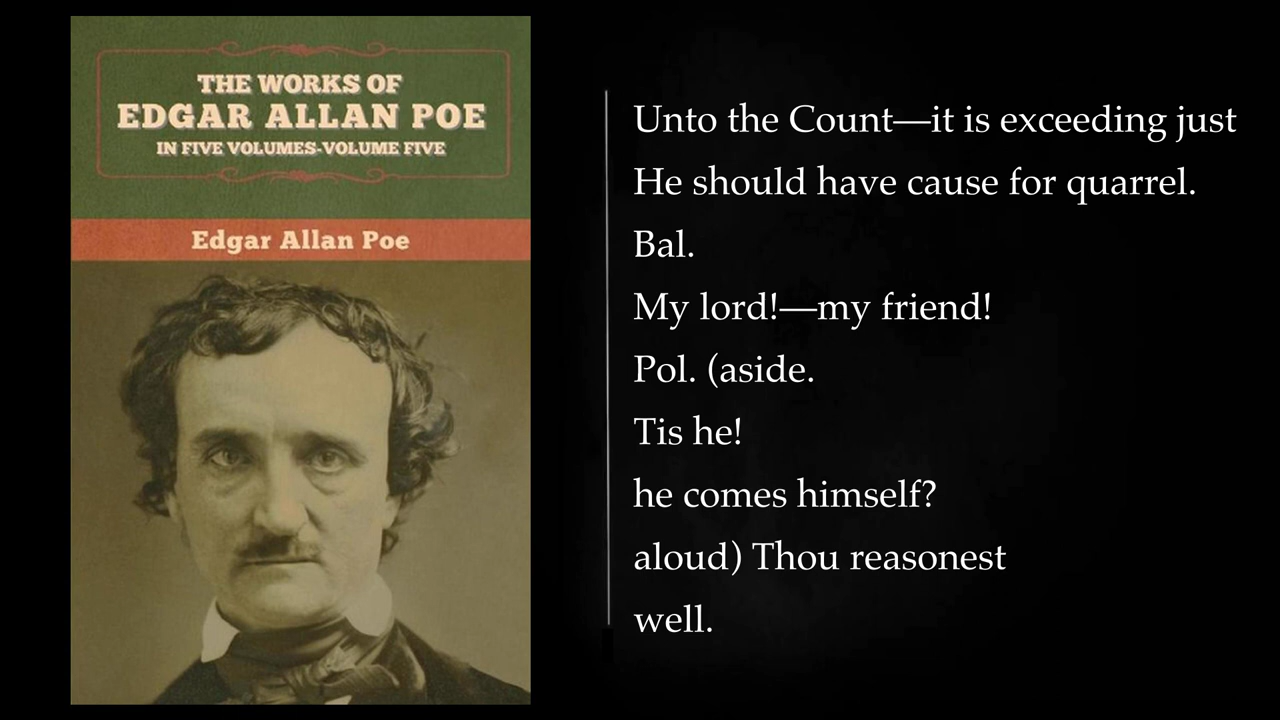 THE WORKS OF
EDGAR ALLAN POE
IN FIVE VOLUMES-VOLUME FIVE
Edgar Allan Poe
Unto the Count—it is exceeding just
He should have cause for quarrel.
Bal.
My lord!—my friend!
Pol. (aside.
Tis he!
he comes himself?
aloud) Thou reasonest
well.